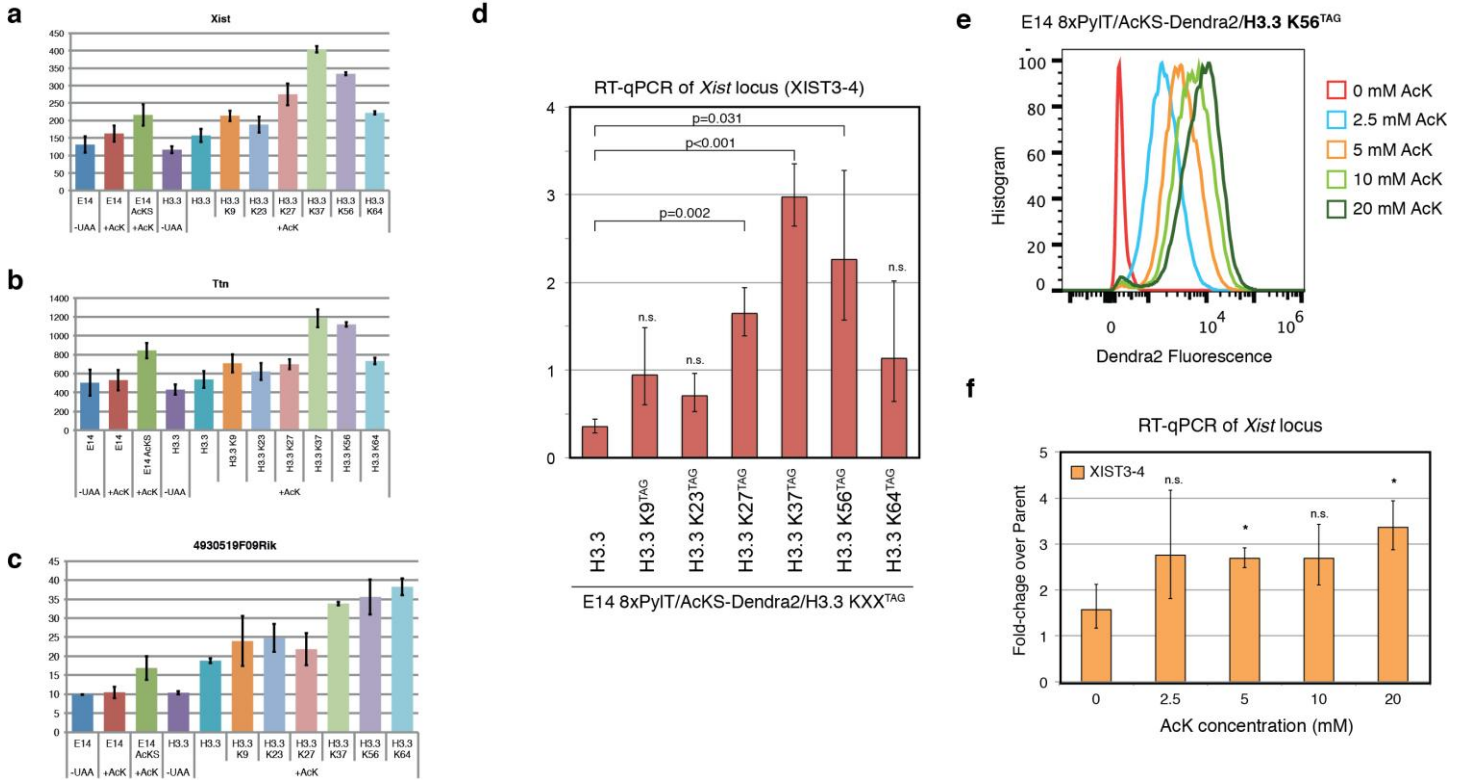 a
Xist
450
400
350
300
250
200
150
100
50
0
E14 E14 E14 AcKS H3.3 H3.3 H3.3 K9 H3.3 K23 H3.3 K27 H3.3 K37 H3.3 K56 H3.3 K64
-UAA +AcK +AcK -UAA +AcK
b
Ttn
1400
1200
1000
800
600
400
200
0
E14 E14 E14 AcKS H3.3 H3.3 H3.3 K9 H3.3 K23 H3.3 K27 H3.3 K37 H3.3 K56 H3.3 K64
-UAA +AcK +AcK -UAA +AcK
c
4930519F09Rik
45
40
35
30
25
20
15
10
5
0
E14 E14 E14 AcKS H3.3 H3.3 H3.3 K9 H3.3 K23 H3.3 K27 H3.3 K37 H3.3 K56 H3.3 K64
-UAA +AcK +AcK -UAA +AcK
d
RT-qPCR of Xist locus (XIST3-4)
4
3
2
1
0
p=0.031
p<0.001
p=0.002
n.s.
n.s.
n.s.
H3.3
H3.3 K9TAG
H3.3 K23TAG
H3.3 K27TAG
H3.3 K37TAG
H3.3 K56TAG
H3.3 K64TAG
E14 8xPylT/AcKS-Dendra2/H3.3 KXXTAG
e
E14 8xPylT/AcKS-Dendra2/H3.3 K56TAG
Histogram
100
80
60
40
20
0
0 104 106
Dendra2 Fluorescence
0 mM AcK
2.5 mM AcK
5 mM AcK
10 mM AcK
20 mM AcK
f
RT-qPCR of Xist locus
Fold-chage over Parent
5
4
3
2
1
0
XIST3-4
n.s.
*
n.s.
*
0 2.5 5 10 20
AcK concentration (mM)